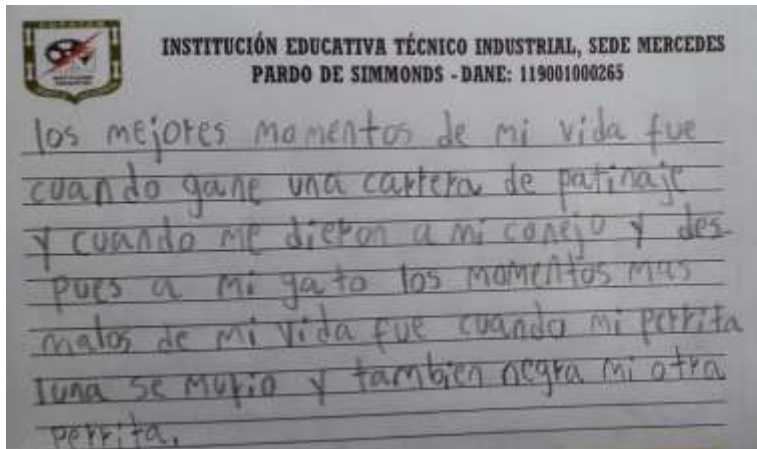 INSTITUCIÓN EDUCATIVA TÉCNICO INDUSTRIAL, SEDE MERCEDES
PARDO DE SIMMONDS - DANE: 119001000265
los mejores momentos de mi vida fue
cuando gane una carrera de patinaje
y cuando me dieron a mi conejo y des-
pues a mi gato los momentos mas
malos de mi vida fue cuando mi perrita
luna se murio y tambien negra mi otra
perrita.